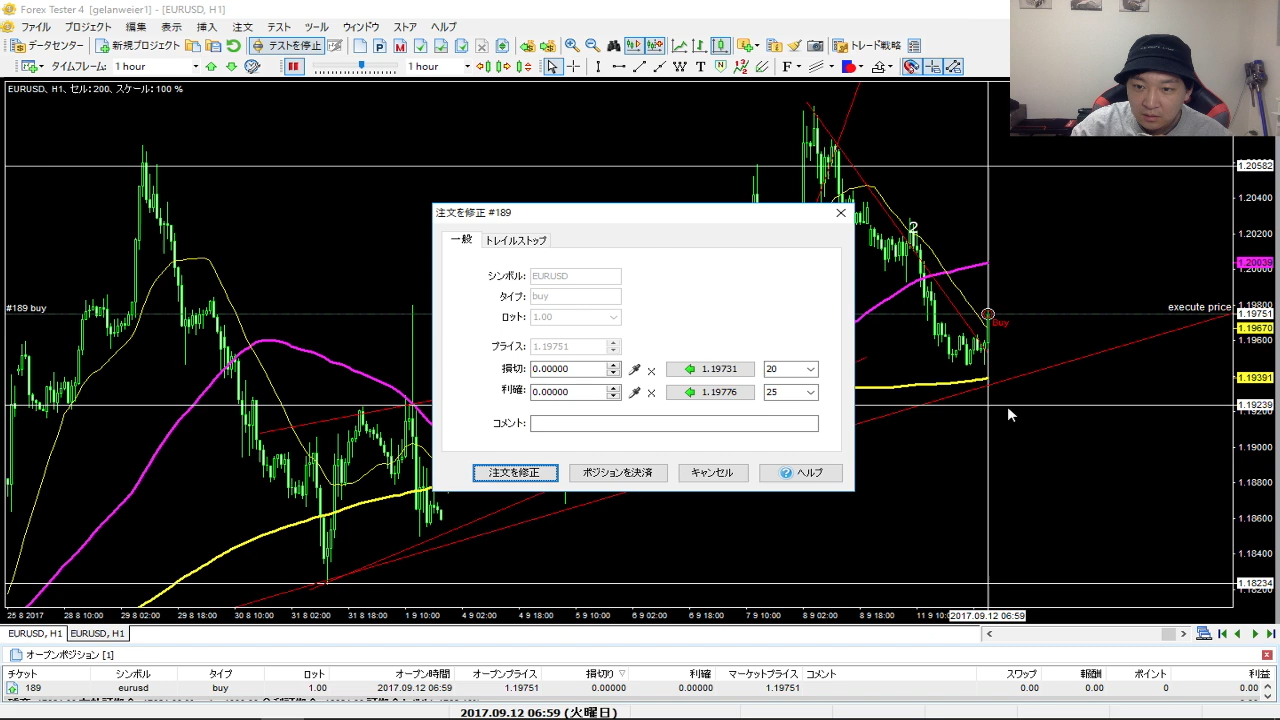 Forex Tester 4 [gelanweier1] - [EURUSD, H1]
ファイル プロジェクト 編集 表示 挿入 注文 テスト ツール ウィンドウ ストア ヘルプ
データセンター 新規プロジェクト テストを停止 トレード戦略
タイムフレーム: 1 hour 1 hour
EURUSD, H1、セル: 200、スケール: 100 %
1.20582
1.20400
2
1.20200
1.20039
1.20000
#189 buy
execute price
1.19800
1.19751
Buy
1.19670
1.19600
1.19391
1.19239
1.19200
1.19000
1.18800
1.18600
1.18400
1.18234
1.18200
注文を修正 #189
一般 トレイルストップ
シンボル: EURUSD
タイプ: buy
ロット: 1.00
プライス: 1.19751
損切: 0.00000 1.19731 20
利確: 0.00000 1.19776 25
コメント:
注文を修正 ポジションを決済 キャンセル ヘルプ
25 8 2017 28 8 10:00 29 8 02:00 29 8 18:00 30 8 10:00 31 8 02:00 31 8 18:00 1 9 10:00 4 9 02:00 4 9 18:00 5 9 10:00 6 9 02:00 6 9 18:00 7 9 10:00 8 9 02:00 8 9 18:00 11 9 10:00 2017.09.12 06:59
EURUSD, H1 EURUSD, H1
オープンポジション [1]
チケット シンボル タイプ ロット オープン時間 オープンプライス 損切り 利確 マーケットプライス コメント スワップ 報酬 ポイント 利益
189 eurusd buy 1.00 2017.09.12 06:59 1.19751 0.00000 0.00000 1.19751 0.00 0.00 0 0.00
2017.09.12 06:59 (火曜日)